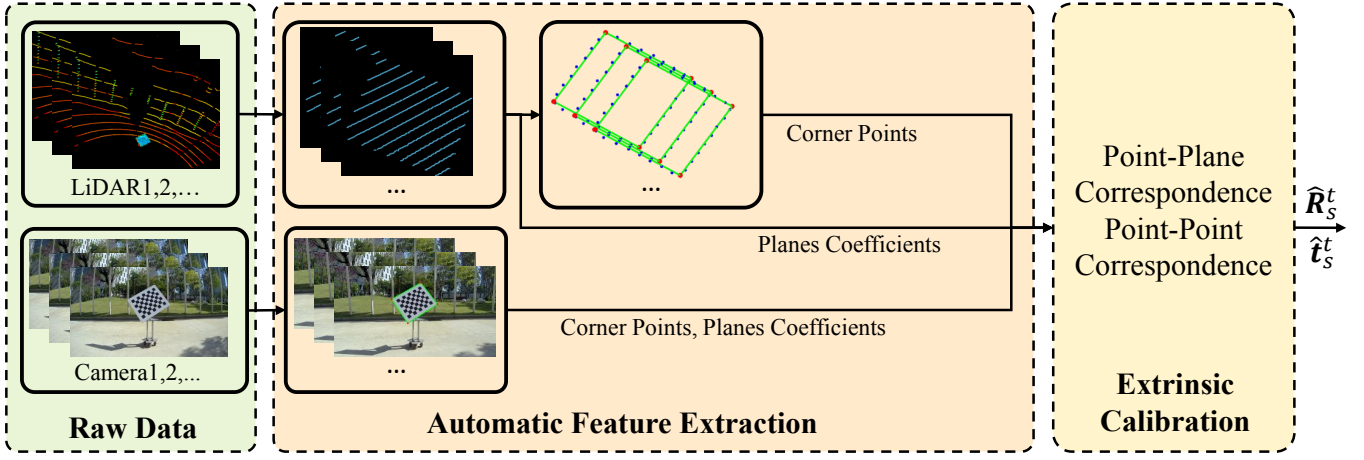 LiDAR1,2,…
Camera1,2,...
Raw Data
...
...
Corner Points
Planes Coefficients
...
Corner Points, Planes Coefficients
Automatic Feature Extraction
Point-Plane
Correspondence
Point-Point
Correspondence
Extrinsic
Calibration
R̂ₛᵗ
t̂ₛᵗ